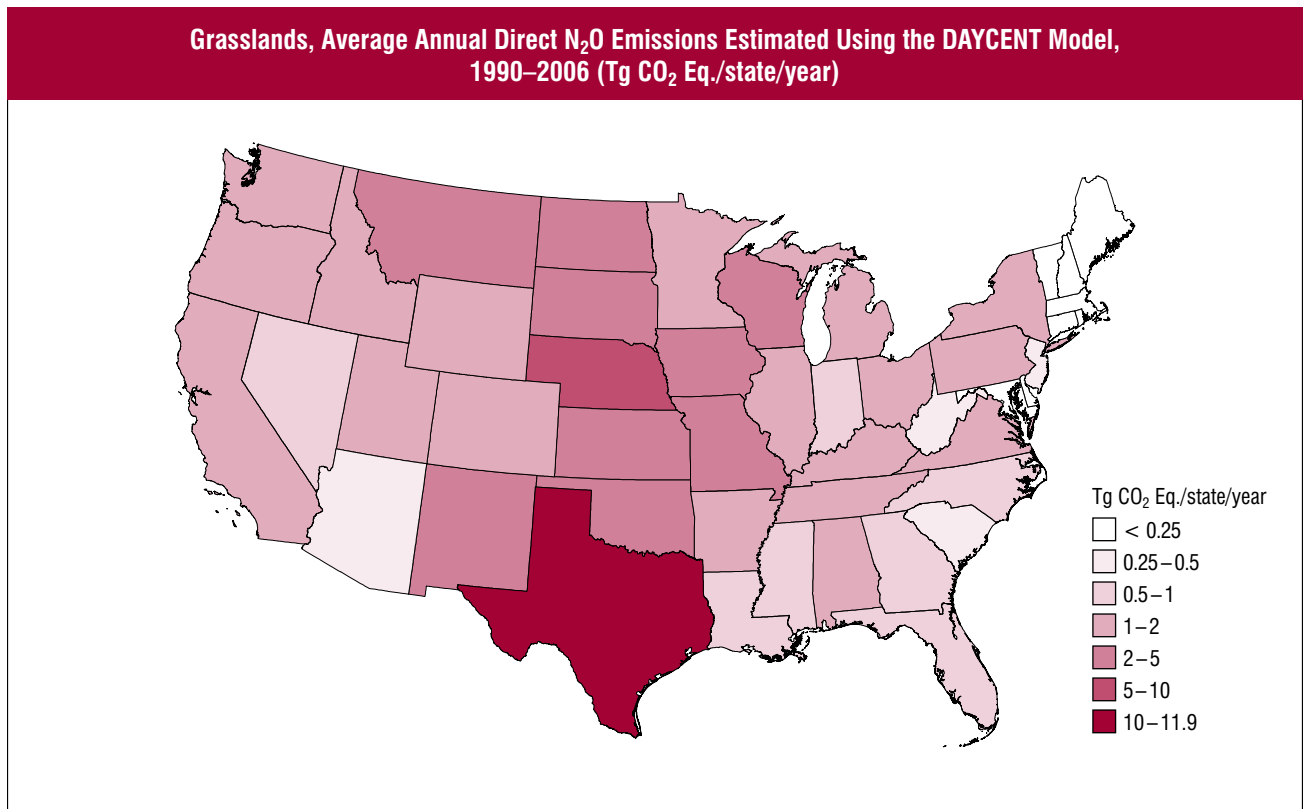 Grasslands, Average Annual Direct N₂O Emissions Estimated Using the DAYCENT Model,
1990–2006 (Tg CO₂ Eq./state/year)
Tg CO₂ Eq./state/year
< 0.25
0.25–0.5
0.5–1
1–2
2–5
5–10
10–11.9